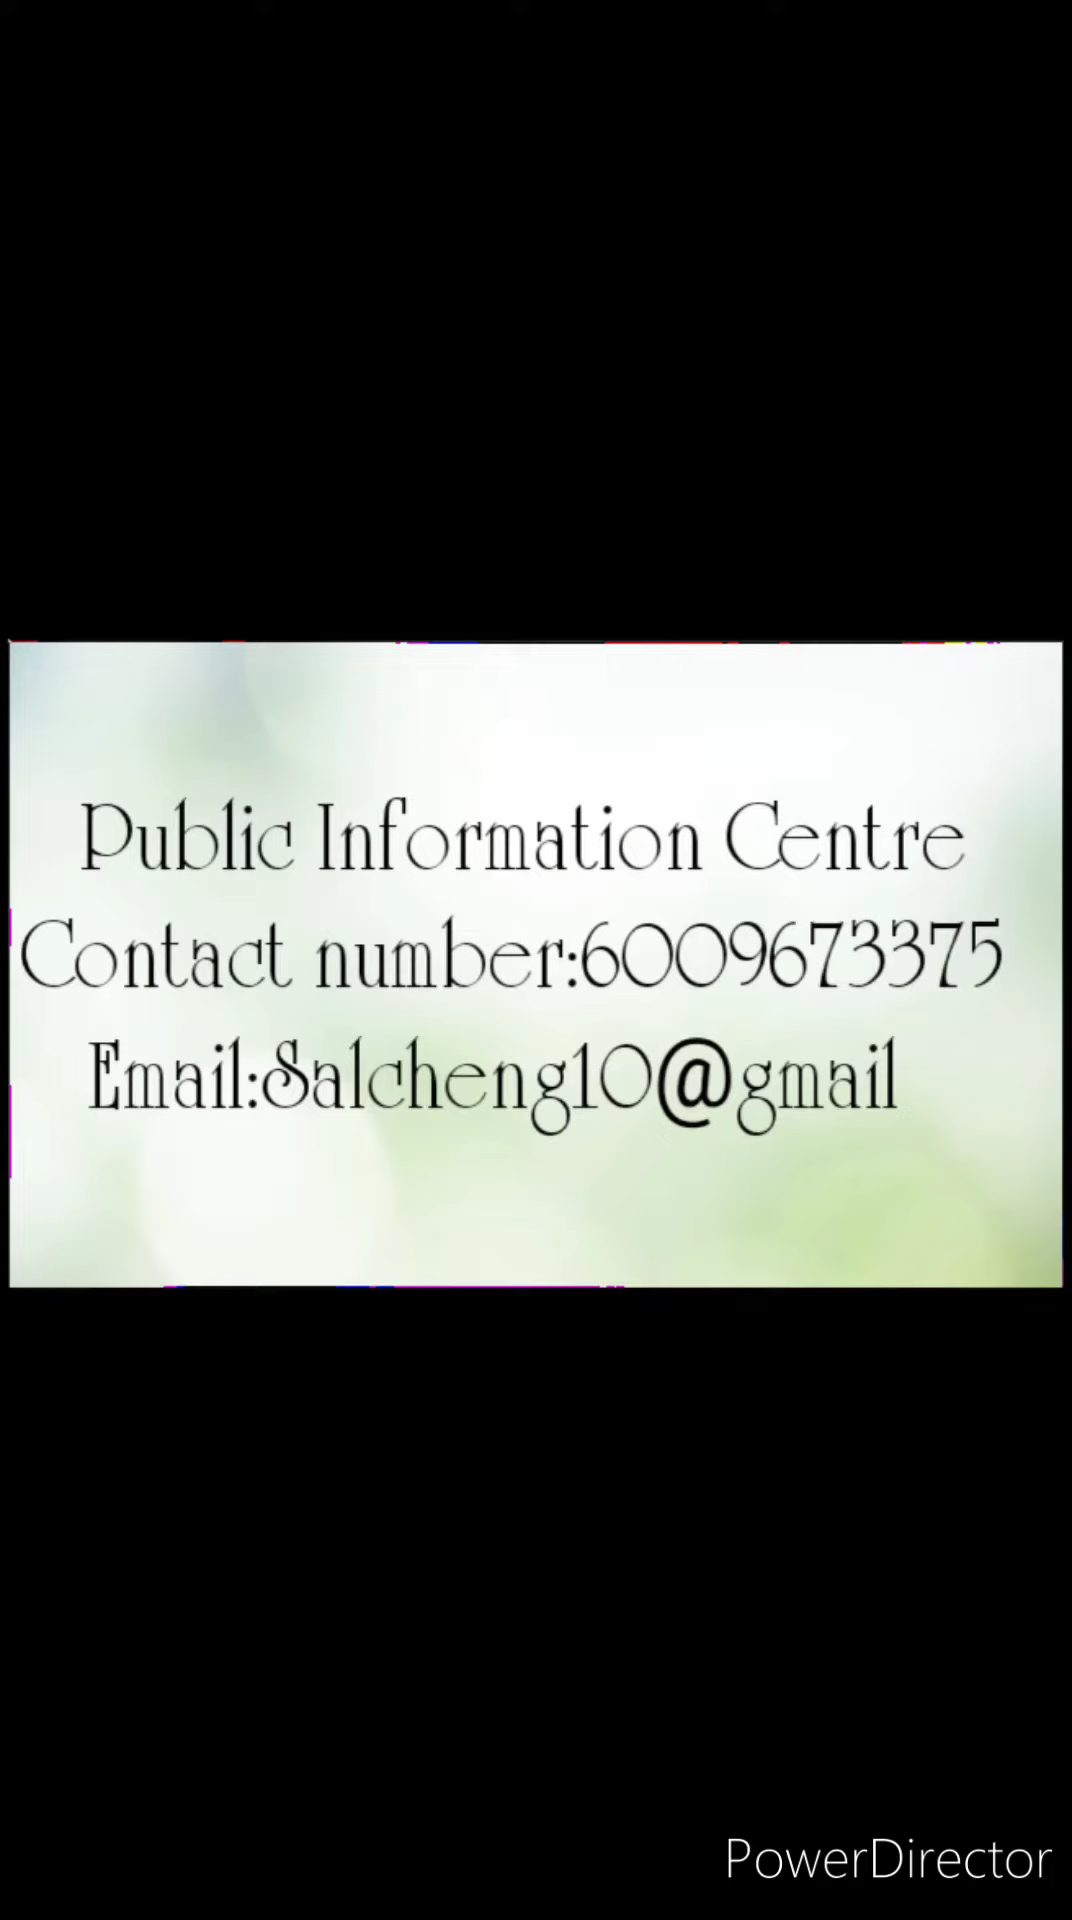 Public Information Centre
Contact number:6009673375
Email:Salcheng10@gmail
PowerDirector